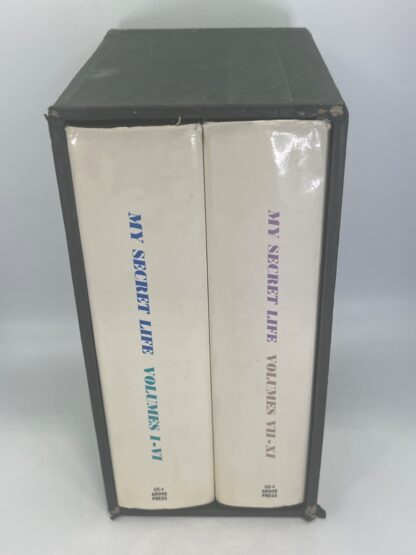 MY SECRET LIFE VOLUMES I-VI
GROVE
PRESS
MY SECRET LIFE VOLUMES VII-XI
GROVE
PRESS